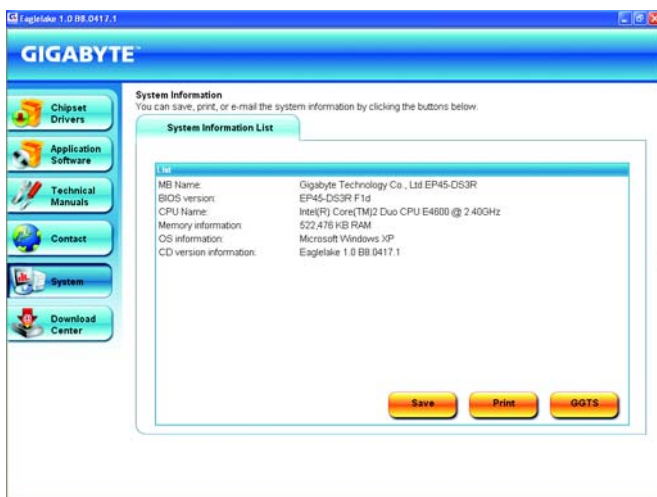 Eaglelake 1.0 B8.0417.1
GIGABYTE™
Chipset
Drivers
Application
Software
Technical
Manuals
Contact
System
Download
Center
System Information
You can save, print, or e-mail the system information by clicking the buttons below.
System Information List
List
MB Name: Gigabyte Technology Co., Ltd EP45-DS3R
BIOS version: EP45-DS3R F1d
CPU Name: Intel(R) Core(TM)2 Duo CPU E4600 @ 2.40GHz
Memory information: 522,476 KB RAM
OS information: Microsoft Windows XP
CD version information: Eaglelake 1.0 B8.0417.1
Save
Print
GGTS